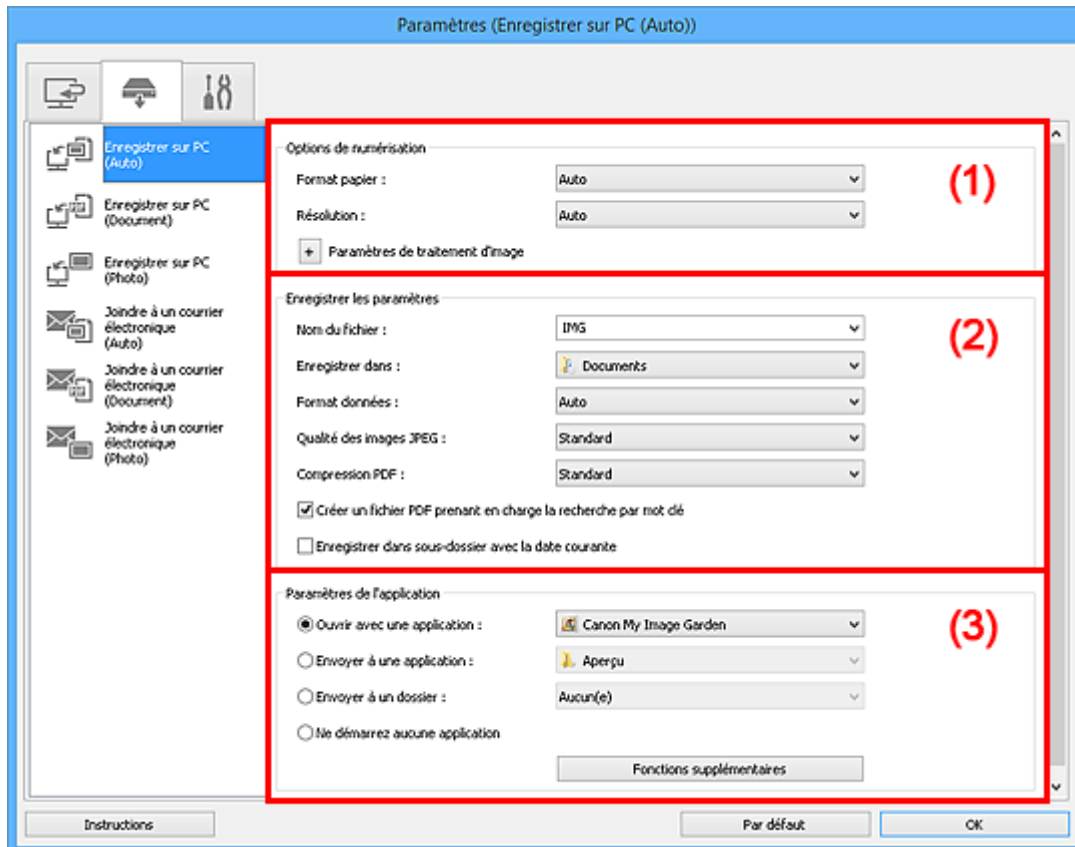 Paramètres (Enregistrer sur PC (Auto))
Enregistrer sur PC
(Auto)
Enregistrer sur PC
(Document)
Enregistrer sur PC
(Photo)
Joindre à un courrier
électronique
(Auto)
Joindre à un courrier
électronique
(Document)
Joindre à un courrier
électronique
(Photo)
Options de numérisation
(1)
Format papier : Auto
Résolution : Auto
+ Paramètres de traitement d'image
Enregistrer les paramètres
(2)
Nom du fichier : IMG
Enregistrer dans : Documents
Format données : Auto
Qualité des images JPEG : Standard
Compression PDF : Standard
Créer un fichier PDF prenant en charge la recherche par mot clé
Enregistrer dans sous-dossier avec la date courante
Paramètres de l'application
(3)
Ouvrir avec une application : Canon My Image Garden
Envoyer à une application : Aperçu
Envoyer à un dossier : Aucun(e)
Ne démarrez aucune application
Fonctions supplémentaires
Instructions Par défaut OK